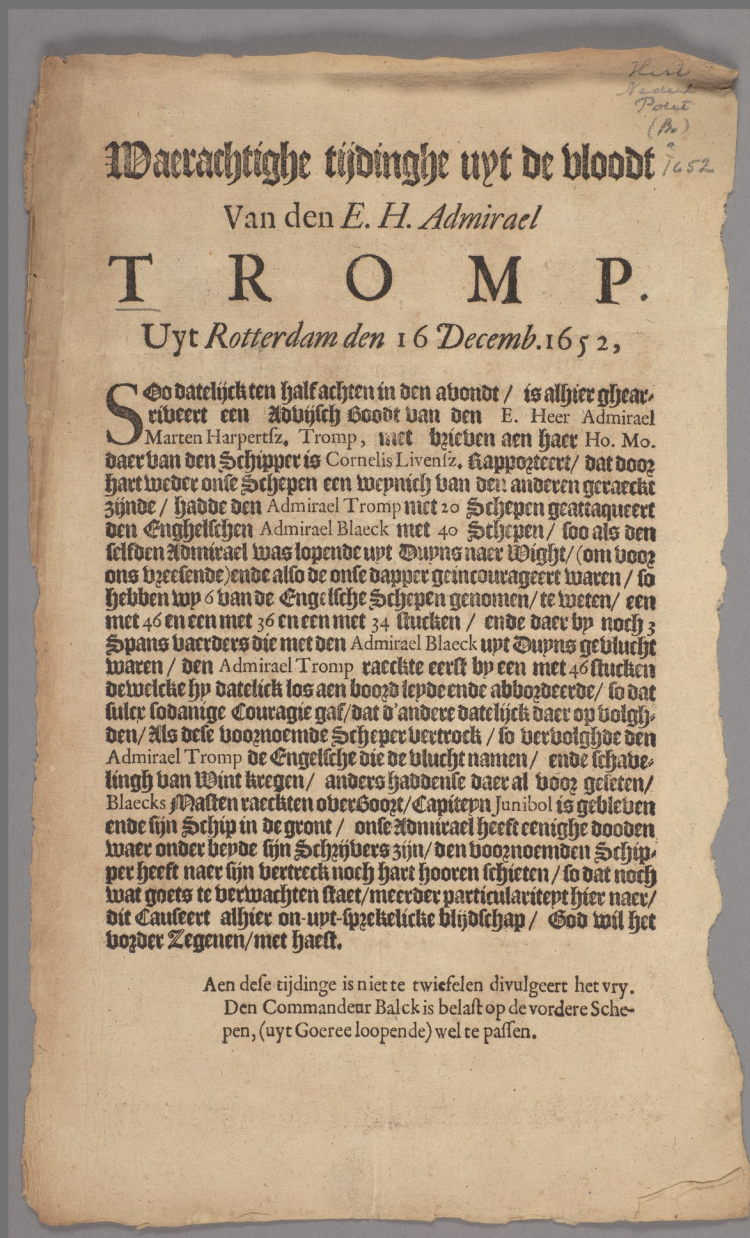 Hist
Nederl
Polit
(Br)
1652
Waerachtighe tijdinghe uyt de vloodt
Van den E. H. Admirael
TROMP.
Uyt Rotterdam den 16 Decemb. 1652,
SOo datelijck ten half achten in den avondt / is alhier ghear-
riveert een Advijsch Boodt van den E. Heer Admirael
Marten Harpertsz. Tromp, met brieven aen haer Ho. Mo.
daer van den Schipper is Cornelis Livensz. Rapporteert / dat door
hart weder onse Schepen een weynich van den anderen geraeckt
zijnde / hadde den Admirael Tromp met 20 Schepen geattaqueert
den Enghelschen Admirael Blaeck met 40 Schepen / soo als den
selfden Admirael was lopende uyt Duyns naer Wight / (om voor
ons vreesende) ende also de onse dapper geincourageert waren / so
hebben wy 6 van de Engelsche Schepen genomen / te weten / een
met 46 en een met 36 en een met 34 stucken / ende daer by noch 3
Spans vaerders die met den Admirael Blaeck uyt Duyns gevlucht
waren / den Admirael Tromp raeckte eerst by een met 46 stucken
dewelcke hy datelick los aen boord leyde ende abbordeerde / so dat
sulcx sodanige Couragie gaf / dat d'andere datelijck daer op volgh-
den / Als dese voornoemde Scheper vertrock / so vervolghde den
Admirael Tromp de Engelsche die de vlucht namen / ende schave-
lingh van Wint kregen / anders haddense daer al voor geseten /
Blaecks Masten raeckten over Boort / Capiteyn Junibol is gebleven
ende sijn Schip in de gront / onse Admirael heeft eenighe dooden
waer onder beyde sijn Schrijvers zijn / den voornoemden Schip-
per heeft naer sijn vertreck noch hart hooren schieten / so dat noch
wat goets te verwachten staet / meerder particulariteyt hier naer /
dit Causeert alhier on-uyt-sprekelicke blijdschap / God wil het
vorder Zegenen / met haest.
Aen dese tijdinge is niet te twiefelen divulgeert het vry.
Den Commandeur Balck is belast op de vordere Sche-
pen, (uyt Goeree loopende) wel te passen.